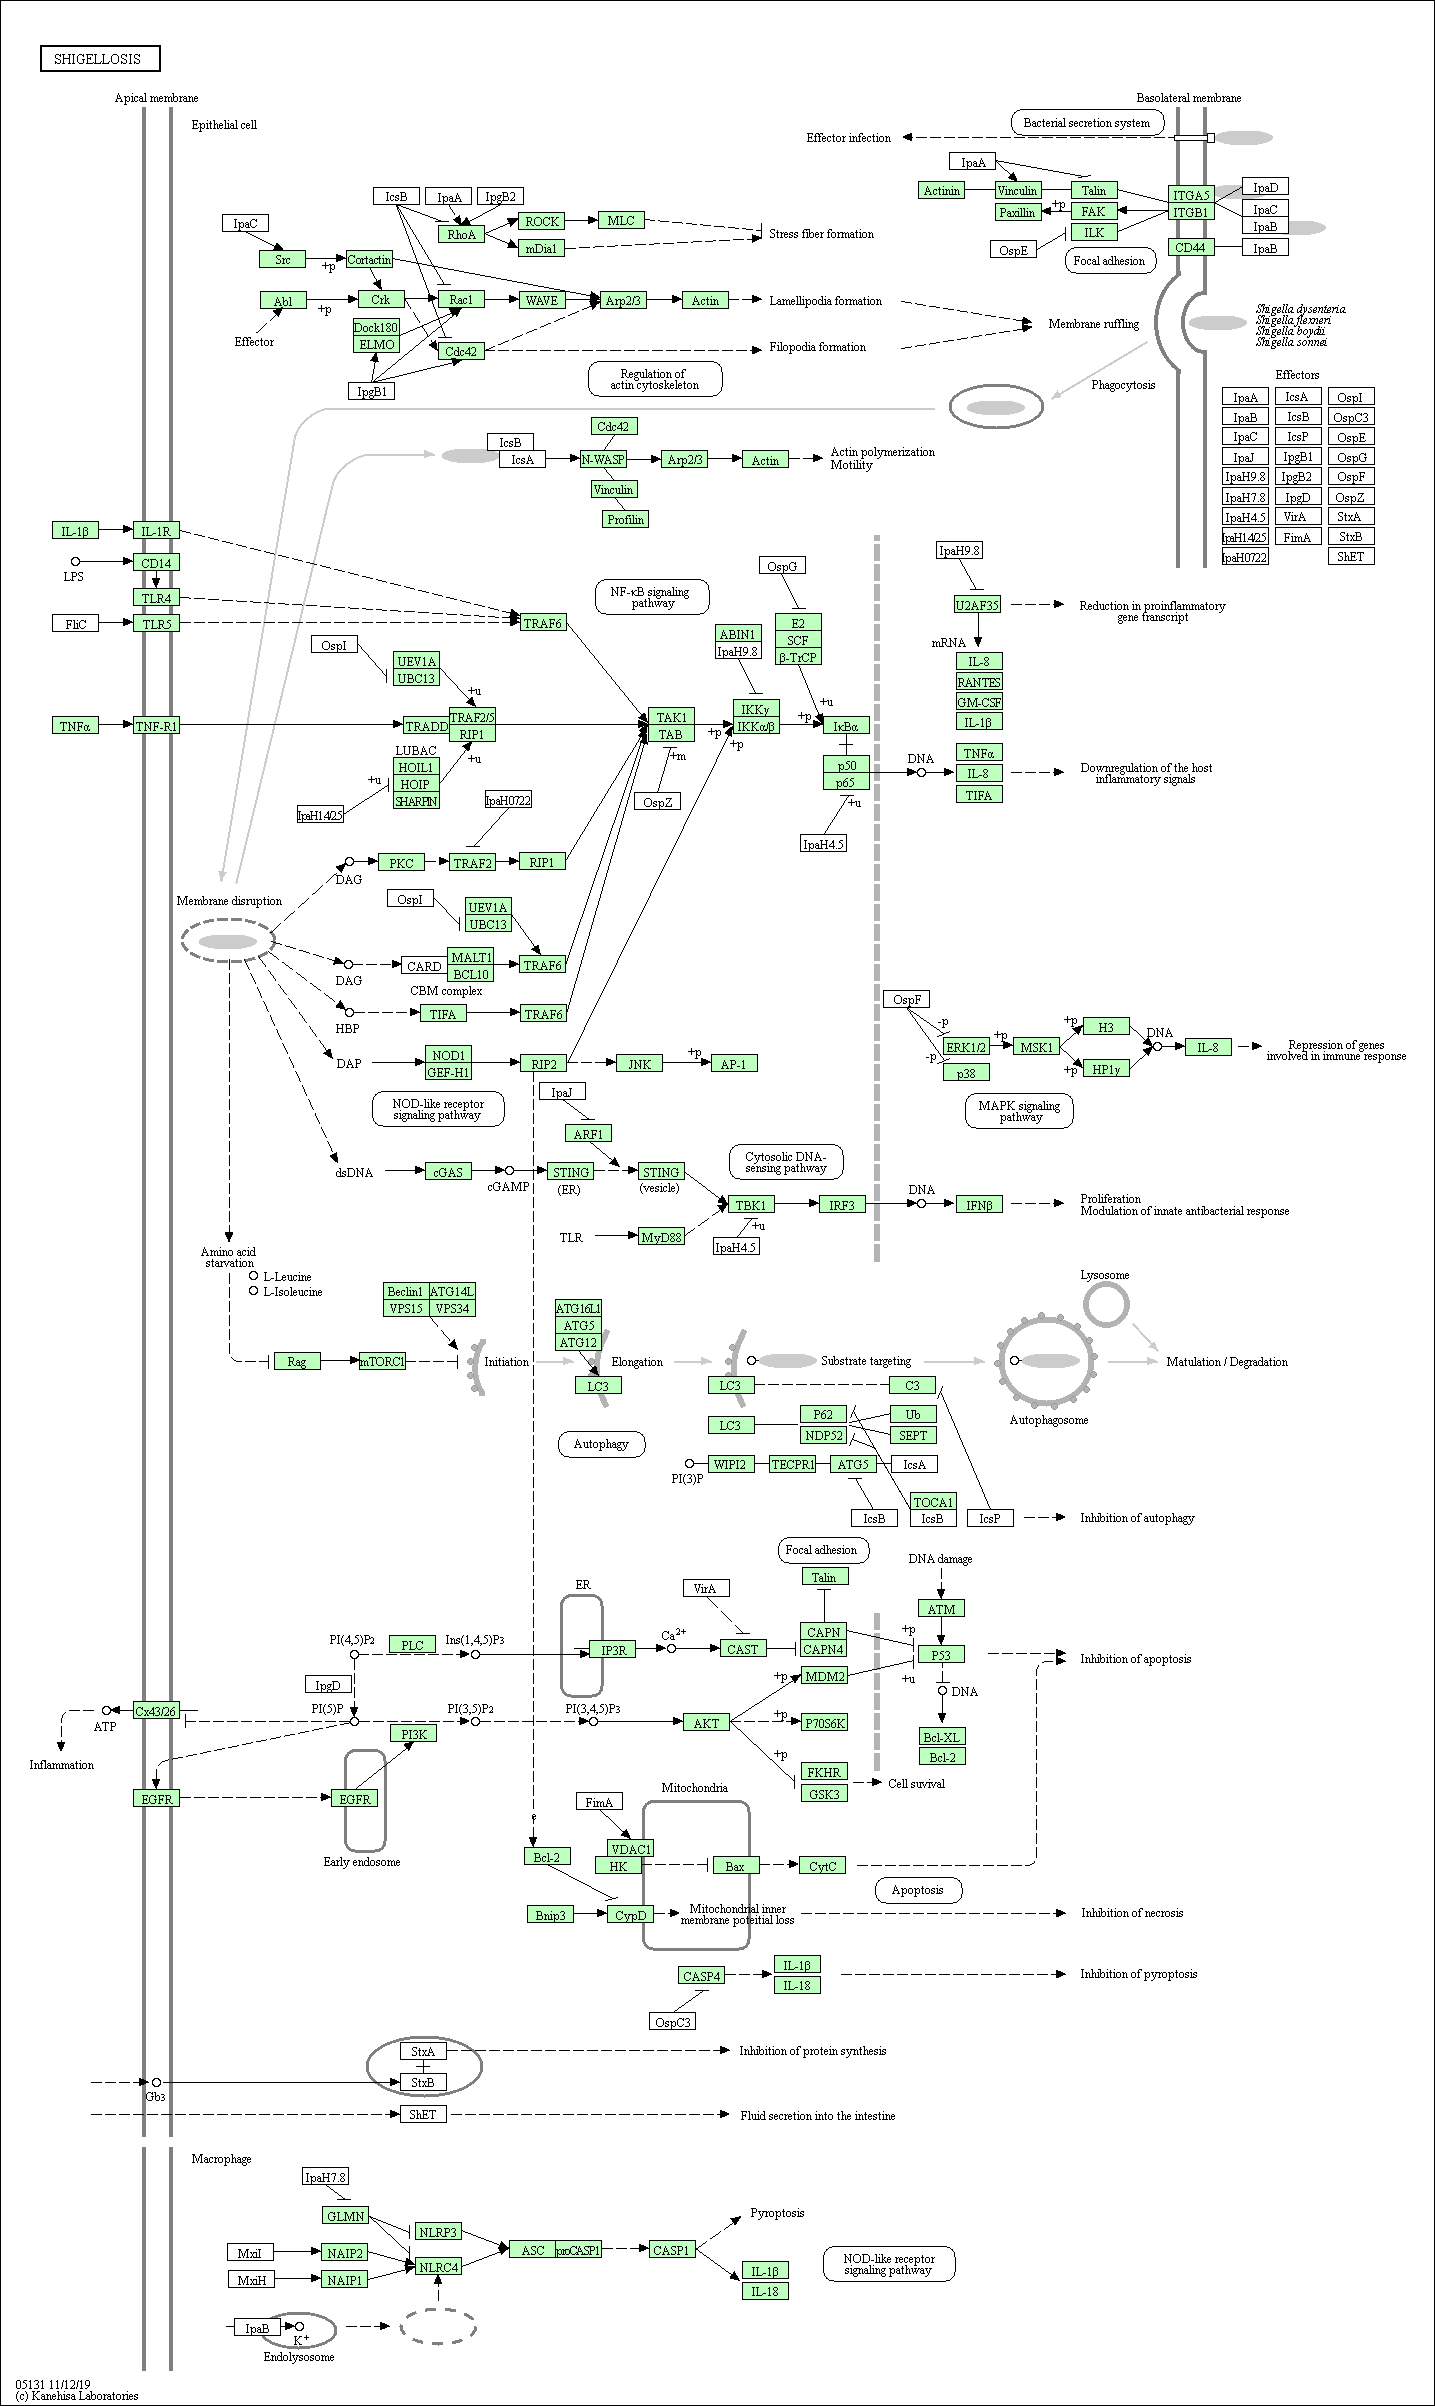 SHIGELLOSIS
Apical membrane
Basolateral membrane
Epithelial cell
Bacterial secretion system
Effector infection
IpaA
Actinin
Vinculin
Talin
Paxillin
+p
FAK
ILK
OspE
Focal adhesion
ITGA5
ITGB1
CD44
IpaD
IpaC
IpaB
IpaB
IcsB
IpaA
IpgB2
IpaC
RhoA
ROCK
MLC
mDia1
Stress fiber formation
Src
+p
Cortactin
Abl
+p
Crk
Rac1
WAVE
Arp2/3
Actin
Lamellipodia formation
Effector
Dock180
ELMO
Cdc42
Filopodia formation
Membrane ruffling
IpgB1
Regulation of
actin cytoskeleton
Shigella dysenteria
Shigella flexneri
Shigella boydii
Shigella sonnei
Phagocytosis
Effectors
IpaA
IcsA
OspI
IpaB
IcsB
OspC3
IpaC
IcsP
OspE
IpaJ
IpgB1
OspG
IpaH9.8
IpgB2
OspF
IpaH7.8
IpgD
OspZ
IpaH4.5
VirA
StxA
IpaH14/25
FimA
StxB
IpaH0722
ShET
Cdc42
IcsB
IcsA
N-WASP
Arp2/3
Actin
Actin polymerization
Motility
Vinculin
Profilin
IL-1β
IL-1R
LPS
CD14
TLR4
FliC
TLR5
TRAF6
NF-κB signaling
pathway
OspI
UEV1A
UBC13
+u
TNFα
TNF-R1
TRADD
TRAF2/5
RIP1
LUBAC
HOIL1
HOIP
SHARPIN
+u
+u
IpaH14/25
TAK1
TAB
+p
+m
OspZ
ABIN1
IpaH9.8
IKKγ
IKKα/β
+p
+p
OspG
E2
SCF
β-TrCP
+u
IκBα
p50
p65
+u
IpaH4.5
IpaH9.8
U2AF35
Reduction in proinflammatory
gene transcript
mRNA
IL-8
RANTES
GM-CSF
IL-1β
DNA
TNFα
IL-8
TIFA
Downregulation of the host
inflammatory signals
IpaH0722
DAG
PKC
TRAF2
RIP1
Membrane disruption
OspI
UEV1A
UBC13
DAG
CARD
MALT1
BCL10
CBM complex
TRAF6
HBP
TIFA
TRAF6
DAP
NOD1
GEF-H1
RIP2
JNK
+p
AP-1
NOD-like receptor
signaling pathway
OspF
-p
-p
ERK1/2
p38
+p
MSK1
+p
+p
H3
HP1γ
DNA
IL-8
Repression of genes
involved in immune response
MAPK signaling
pathway
IpaJ
ARF1
dsDNA
cGAS
cGAMP
STING
(ER)
STING
(vesicle)
Cytosolic DNA-
sensing pathway
TBK1
+u
IpaH4.5
IRF3
DNA
IFNβ
Proliferation
Modulation of innate antibacterial response
TLR
MyD88
Amino acid
starvation
L-Leucine
L-Isoleucine
Beclin1
ATG14L
VPS15
VPS34
Rag
mTORC1
Initiation
ATG16L1
ATG5
ATG12
LC3
Elongation
Substrate targeting
Lysosome
Matulation / Degradation
Autophagosome
LC3
C3
LC3
P62
NDP52
Ub
SEPT
PI(3)P
WIPI2
TECPR1
ATG5
IcsA
Autophagy
IcsB
TOCA1
IcsB
IcsP
Inhibition of autophagy
Focal adhesion
Talin
DNA damage
ATM
ER
VirA
PI(4,5)P2
PLC
Ins(1,4,5)P3
IP3R
Ca2+
CAST
CAPN
CAPN4
+p
P53
+u
DNA
Inhibition of apoptosis
IpgD
+p
MDM2
Cx43/26
ATP
PI(5)P
PI(3,5)P2
PI(3,4,5)P3
AKT
+p
P70S6K
+p
Bcl-XL
Bcl-2
PI3K
Inflammation
FKHR
GSK3
Cell suvival
EGFR
EGFR
Early endosome
Mitochondria
FimA
e
Bcl-2
VDAC1
HK
Bax
CytC
Apoptosis
Bnip3
CypD
Mitochondrial inner
membrane poteitial loss
Inhibition of necrosis
CASP4
IL-1β
IL-18
Inhibition of pyroptosis
OspC3
StxA
Inhibition of protein synthesis
StxB
Gb3
ShET
Fluid secretion into the intestine
Macrophage
IpaH7.8
GLMN
NLRP3
Pyroptosis
MxiI
NAIP2
NLRC4
ASC
proCASP1
CASP1
MxiH
NAIP1
IL-1β
IL-18
NOD-like receptor
signaling pathway
IpaB
K+
Endolysosome
05131 11/12/19
(c) Kanehisa Laboratories